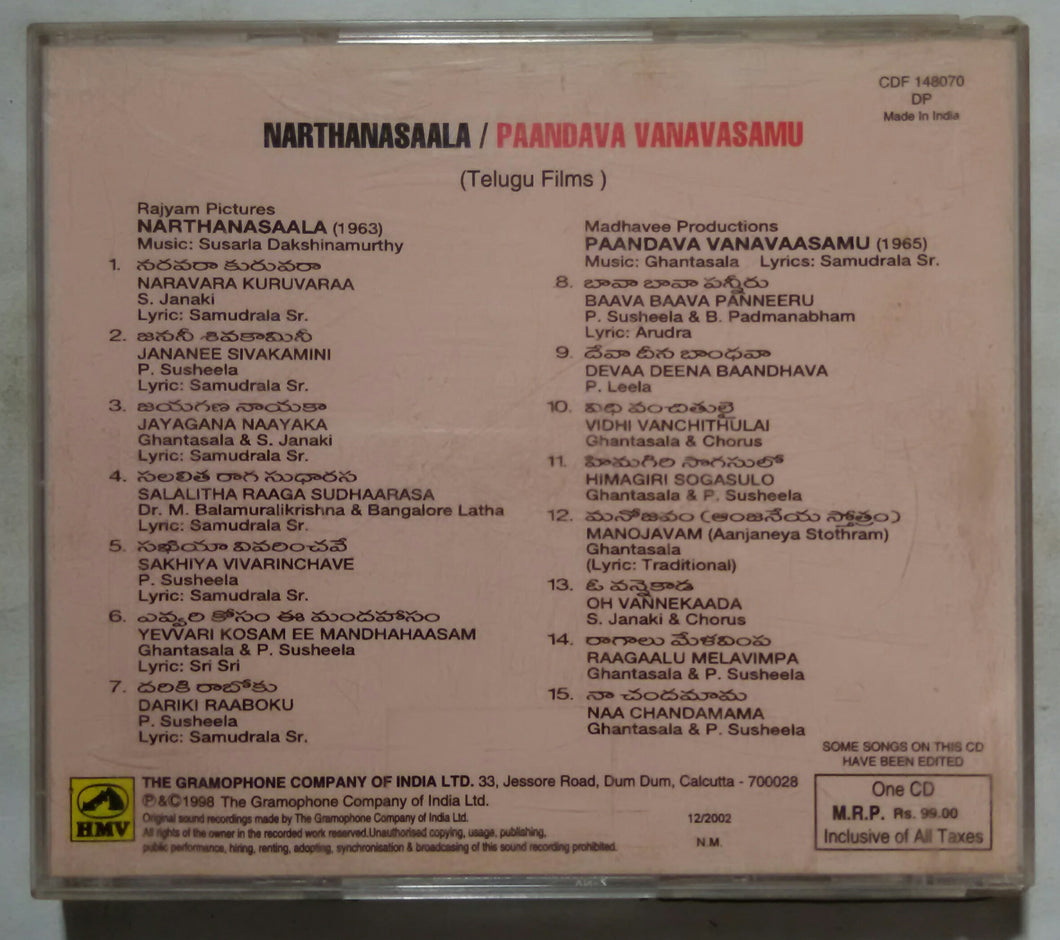 CDF 148070
DP
Made In India
NARTHANASAALA / PAANDAVA VANAVASAMU
(Telugu Films )
Rajyam Pictures
NARTHANASAALA (1963)
Music: Susarla Dakshinamurthy
1. నరవరా కురువరా
NARAVARA KURUVARAA
S. Janaki
Lyric: Samudrala Sr.
2. జననీ శివకామినీ
JANANEE SIVAKAMINI
P. Susheela
Lyric: Samudrala Sr.
3. జయగణ నాయకా
JAYAGANA NAAYAKA
Ghantasala & S. Janaki
Lyric: Samudrala Sr.
4. సలలిత రాగ సుధారస
SALALITHA RAAGA SUDHAARASA
Dr. M. Balamuralikrishna & Bangalore Latha
Lyric: Samudrala Sr.
5. సఖియా వివరించవే
SAKHIYA VIVARINCHAVE
P. Susheela
Lyric: Samudrala Sr.
6. ఎవ్వరి కోసం ఈ మందహాసం
YEVVARI KOSAM EE MANDHAHAASAM
Ghantasala & P. Susheela
Lyric: Sri Sri
7. దరికి రాబోకు
DARIKI RAABOKU
P. Susheela
Lyric: Samudrala Sr.
Madhavee Productions
PAANDAVA VANAVAASAMU (1965)
Music: Ghantasala Lyrics: Samudrala Sr.
8. బావా బావా పన్నీరు
BAAVA BAAVA PANNEERU
P. Susheela & B. Padmanabham
Lyric: Arudra
9. దేవా దీన బాంధవా
DEVAA DEENA BAANDHAVA
P. Leela
10. విధి వంచితులై
VIDHI VANCHITHULAI
Ghantasala & Chorus
11. హిమగిరి సొగసులో
HIMAGIRI SOGASULO
Ghantasala & P. Susheela
12. మనోజవం (ఆంజనేయ స్తోత్రం)
MANOJAVAM (Aanjaneya Stothram)
Ghantasala
(Lyric: Traditional)
13. ఓ వన్నెకాడ
OH VANNEKAADA
S. Janaki & Chorus
14. రాగాలు మేళవింప
RAAGAALU MELAVIMPA
Ghantasala & P. Susheela
15. నా చందమామ
NAA CHANDAMAMA
Ghantasala & P. Susheela
SOME SONGS ON THIS CD
HAVE BEEN EDITED
HMV
THE GRAMOPHONE COMPANY OF INDIA LTD. 33, Jessore Road, Dum Dum, Calcutta - 700028
℗&©1998 The Gramophone Company of India Ltd.
Original sound recordings made by The Gramophone Company of India Ltd.
All rights of the owner in the recorded work reserved.Unauthorised copying, usage, publishing,
public performance, hiring, renting, adopting, synchronisation & broadcasing of this sound recording prohibited.
12/2002
N.M.
One CD
M.R.P. Rs. 99.00
Inclusive of All Taxes